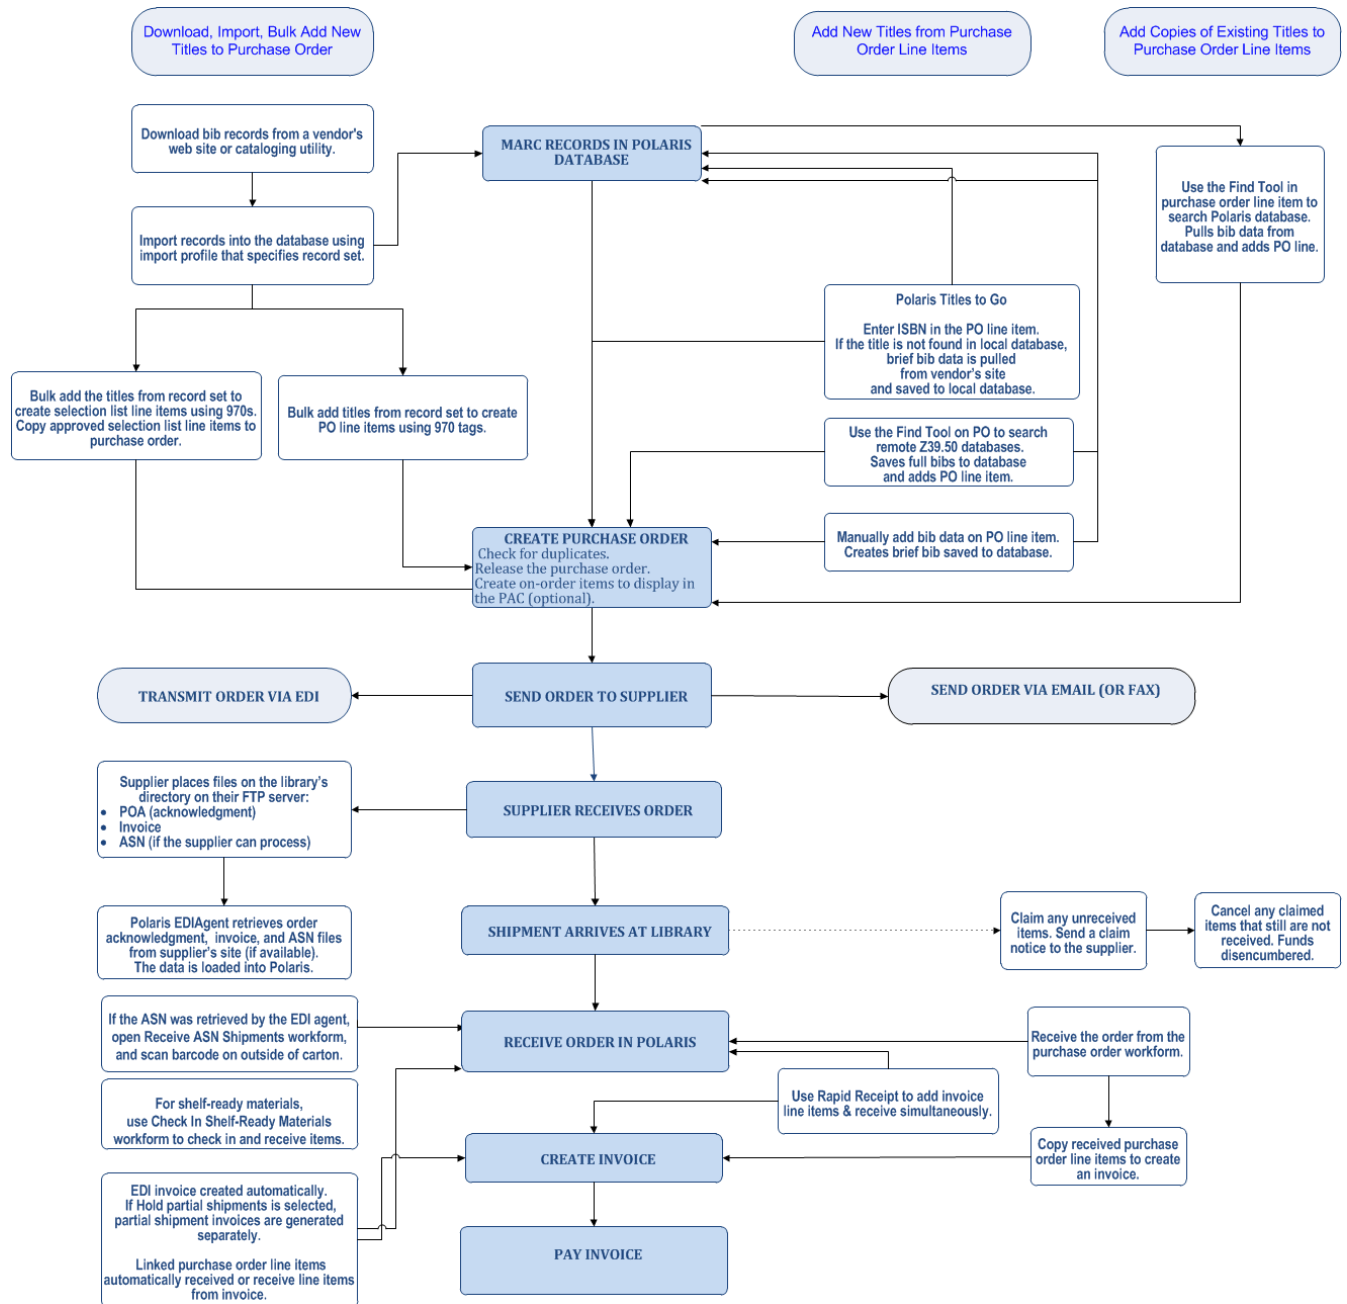 Download, Import, Bulk Add New
Titles to Purchase Order
Add New Titles from Purchase
Order Line Items
Add Copies of Existing Titles to
Purchase Order Line Items
Download bib records from a vendor's
web site or cataloging utility.
MARC RECORDS IN POLARIS
DATABASE
Use the Find Tool in
purchase order line item to
search Polaris database.
Pulls bib data from
database and adds PO line.
Import records into the database using
import profile that specifies record set.
Polaris Titles to Go
Enter ISBN in the PO line item.
If the title is not found in local database,
brief bib data is pulled
from vendor's site
and saved to local database.
Bulk add the titles from record set to
create selection list line items using 970s.
Copy approved selection list line items to
purchase order.
Bulk add titles from record set to create
PO line items using 970 tags.
Use the Find Tool on PO to search
remote Z39.50 databases.
Saves full bibs to database
and adds PO line item.
Manually add bib data on PO line item.
Creates brief bib saved to database.
CREATE PURCHASE ORDER
Check for duplicates.
Release the purchase order.
Create on-order items to display in
the PAC (optional).
TRANSMIT ORDER VIA EDI
SEND ORDER TO SUPPLIER
SEND ORDER VIA EMAIL (OR FAX)
Supplier places files on the library's
directory on their FTP server:
• POA (acknowledgment)
• Invoice
• ASN (if the supplier can process)
SUPPLIER RECEIVES ORDER
Polaris EDIAgent retrieves order
acknowledgment, invoice, and ASN files
from supplier's site (if available).
The data is loaded into Polaris.
SHIPMENT ARRIVES AT LIBRARY
Claim any unreceived
items. Send a claim
notice to the supplier.
Cancel any claimed
items that still are not
received. Funds
disencumbered.
If the ASN was retrieved by the EDI agent,
open Receive ASN Shipments workform,
and scan barcode on outside of carton.
RECEIVE ORDER IN POLARIS
Receive the order from the
purchase order workform.
For shelf-ready materials,
use Check In Shelf-Ready Materials
workform to check in and receive items.
Use Rapid Receipt to add invoice
line items & receive simultaneously.
CREATE INVOICE
Copy received purchase
order line items to create
an invoice.
EDI invoice created automatically.
If Hold partial shipments is selected,
partial shipment invoices are generated
separately.
Linked purchase order line items
automatically received or receive line items
from invoice.
PAY INVOICE